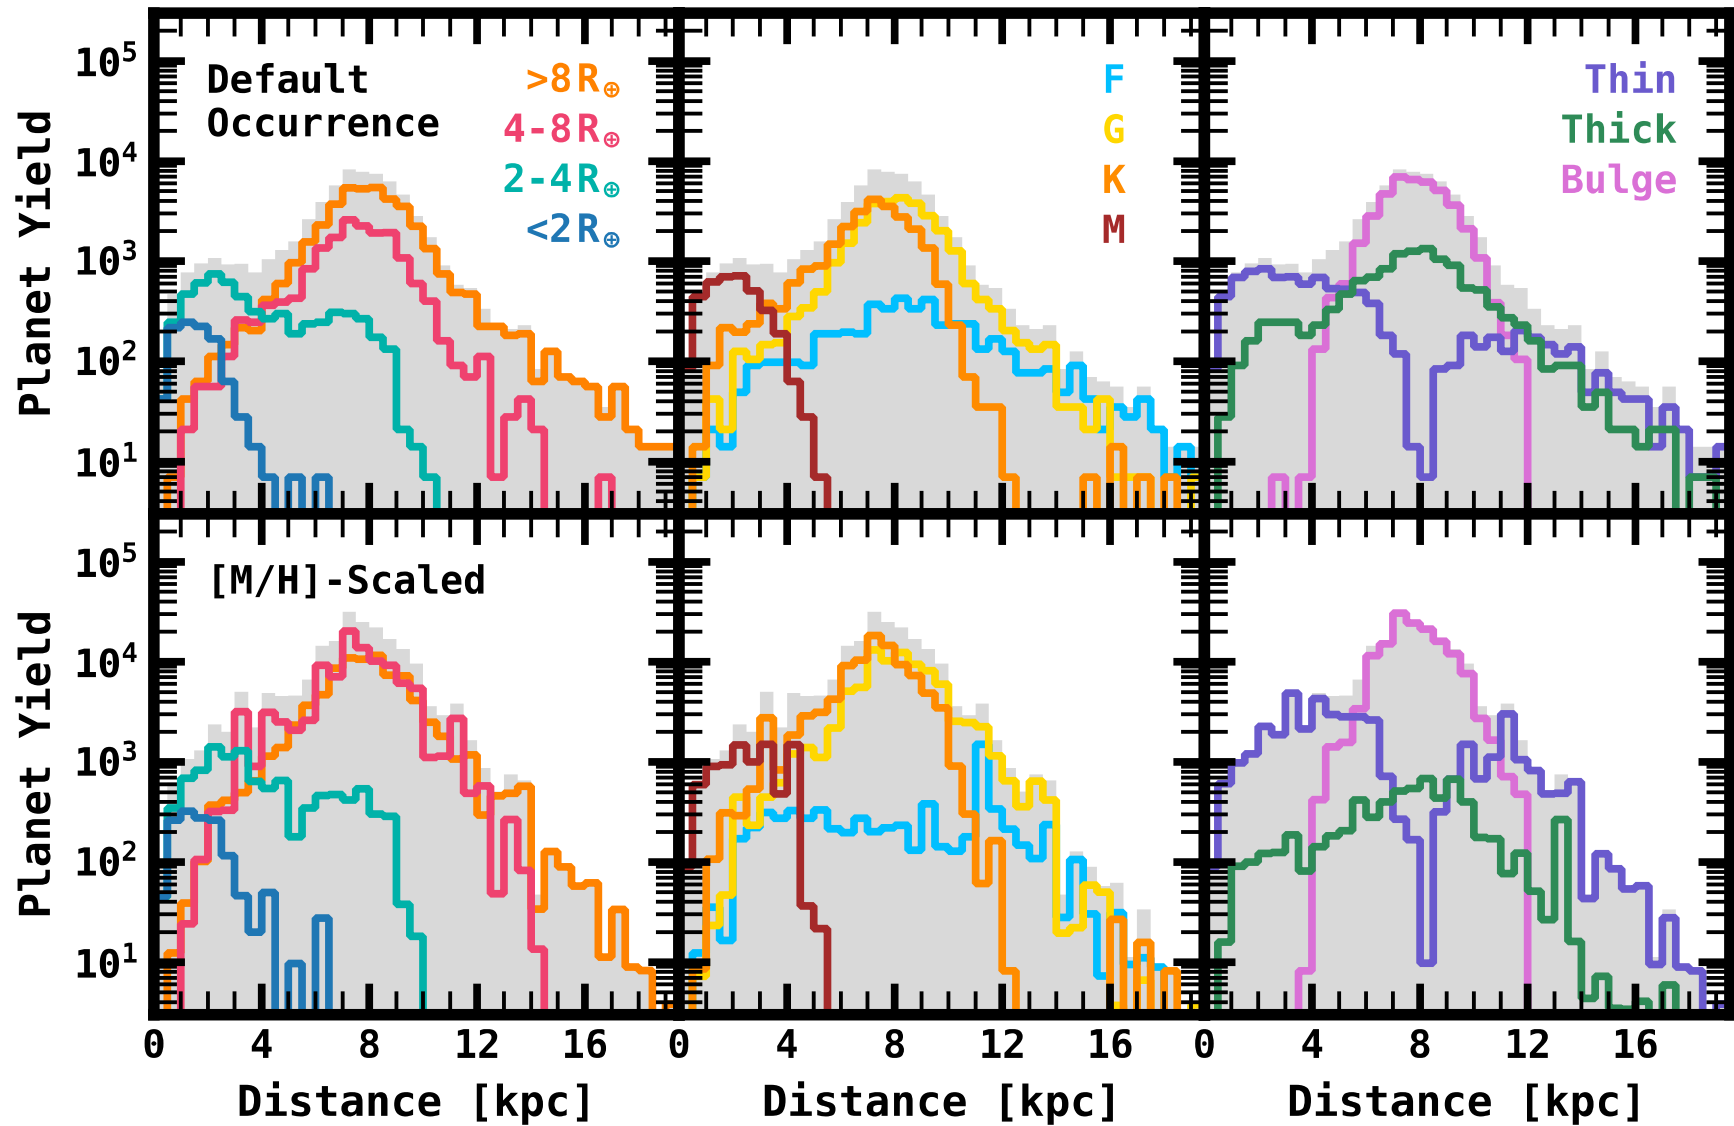 Default
Occurrence
>8R⊕
4-8R⊕
2-4R⊕
<2R⊕
F
G
K
M
Thin
Thick
Bulge
Planet Yield
10⁵
10⁴
10³
10²
10¹
[M/H]-Scaled
Planet Yield
10⁵
10⁴
10³
10²
10¹
0 4 8 12 16 0 4 8 12 16 0 4 8 12 16
Distance [kpc] Distance [kpc] Distance [kpc]